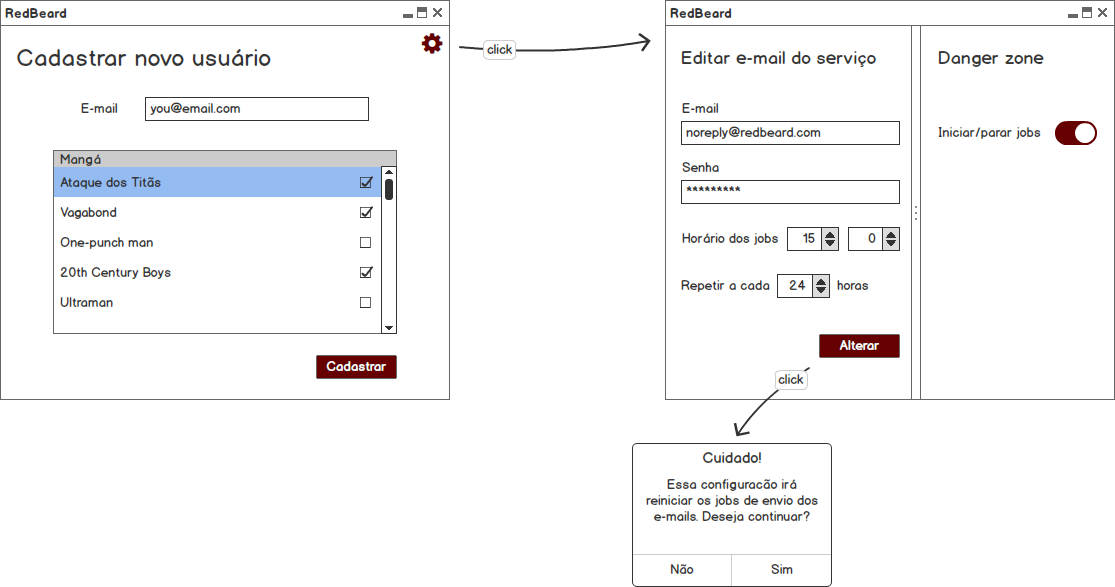 RedBeard
Cadastrar novo usuário
E-mail
you@email.com
Mangá
Ataque dos Titãs
Vagabond
One-punch man
20th Century Boys
Ultraman
Cadastrar
click
RedBeard
Editar e-mail do serviço
E-mail
noreply@redbeard.com
Senha
*********
Horário dos jobs 15 0
Repetir a cada 24 horas
Alterar
Danger zone
Iniciar/parar jobs
click
Cuidado!
Essa configuracão irá
reiniciar os jobs de envio dos
e-mails. Deseja continuar?
Não Sim